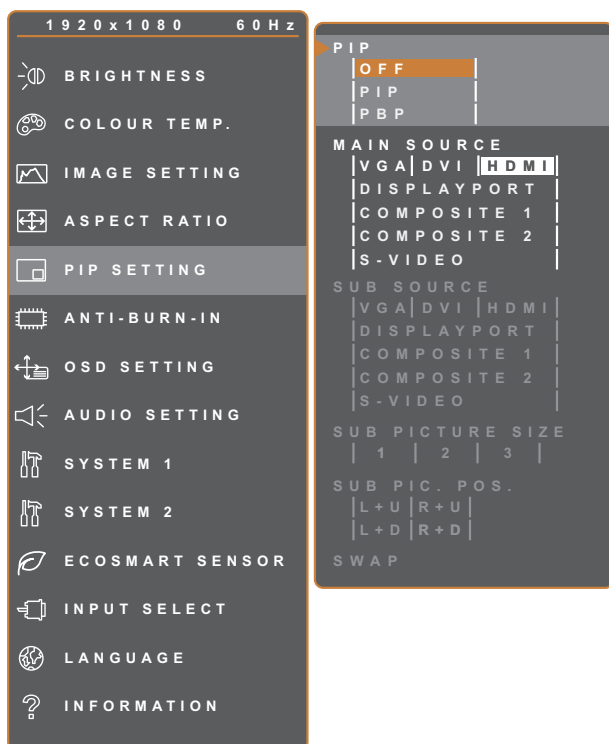 1920x1080 60Hz
BRIGHTNESS
COLOUR TEMP.
IMAGE SETTING
ASPECT RATIO
PIP SETTING
ANTI-BURN-IN
OSD SETTING
AUDIO SETTING
SYSTEM 1
SYSTEM 2
ECOSMART SENSOR
INPUT SELECT
LANGUAGE
INFORMATION
PIP
OFF
PIP
PBP
MAIN SOURCE
VGA DVI HDMI
DISPLAYPORT
COMPOSITE 1
COMPOSITE 2
S-VIDEO
SUB SOURCE
VGA DVI HDMI
DISPLAYPORT
COMPOSITE 1
COMPOSITE 2
S-VIDEO
SUB PICTURE SIZE
1 2 3
SUB PIC. POS.
L+U R+U
L+D R+D
SWAP